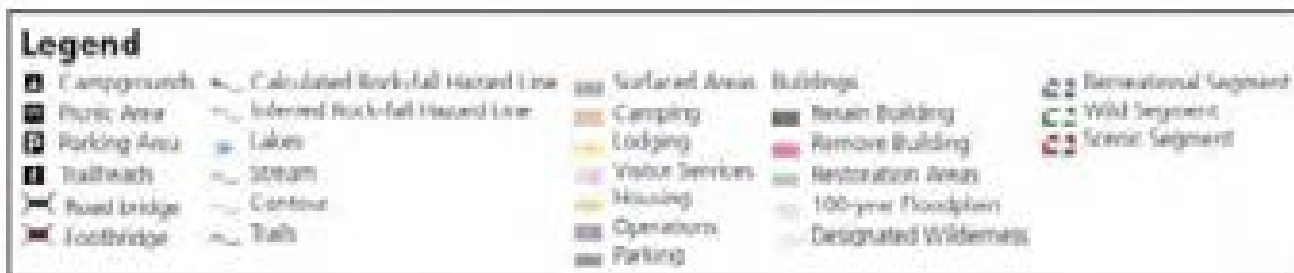 Legend
Campgrounds
Picnic Area
Parking Area
Trailheads
Road bridge
Footbridge
Calculated Rock-fall Hazard Line
Inferred Rock-fall Hazard Line
Lakes
Stream
Contour
Trails
Surfaced Areas
Camping
Lodging
Visitor Services
Housing
Operations
Parking
Buildings
Retain Building
Remove Building
Restoration Areas
100-year Floodplain
Designated Wilderness
Recreational Segment
Wild Segment
Scenic Segment